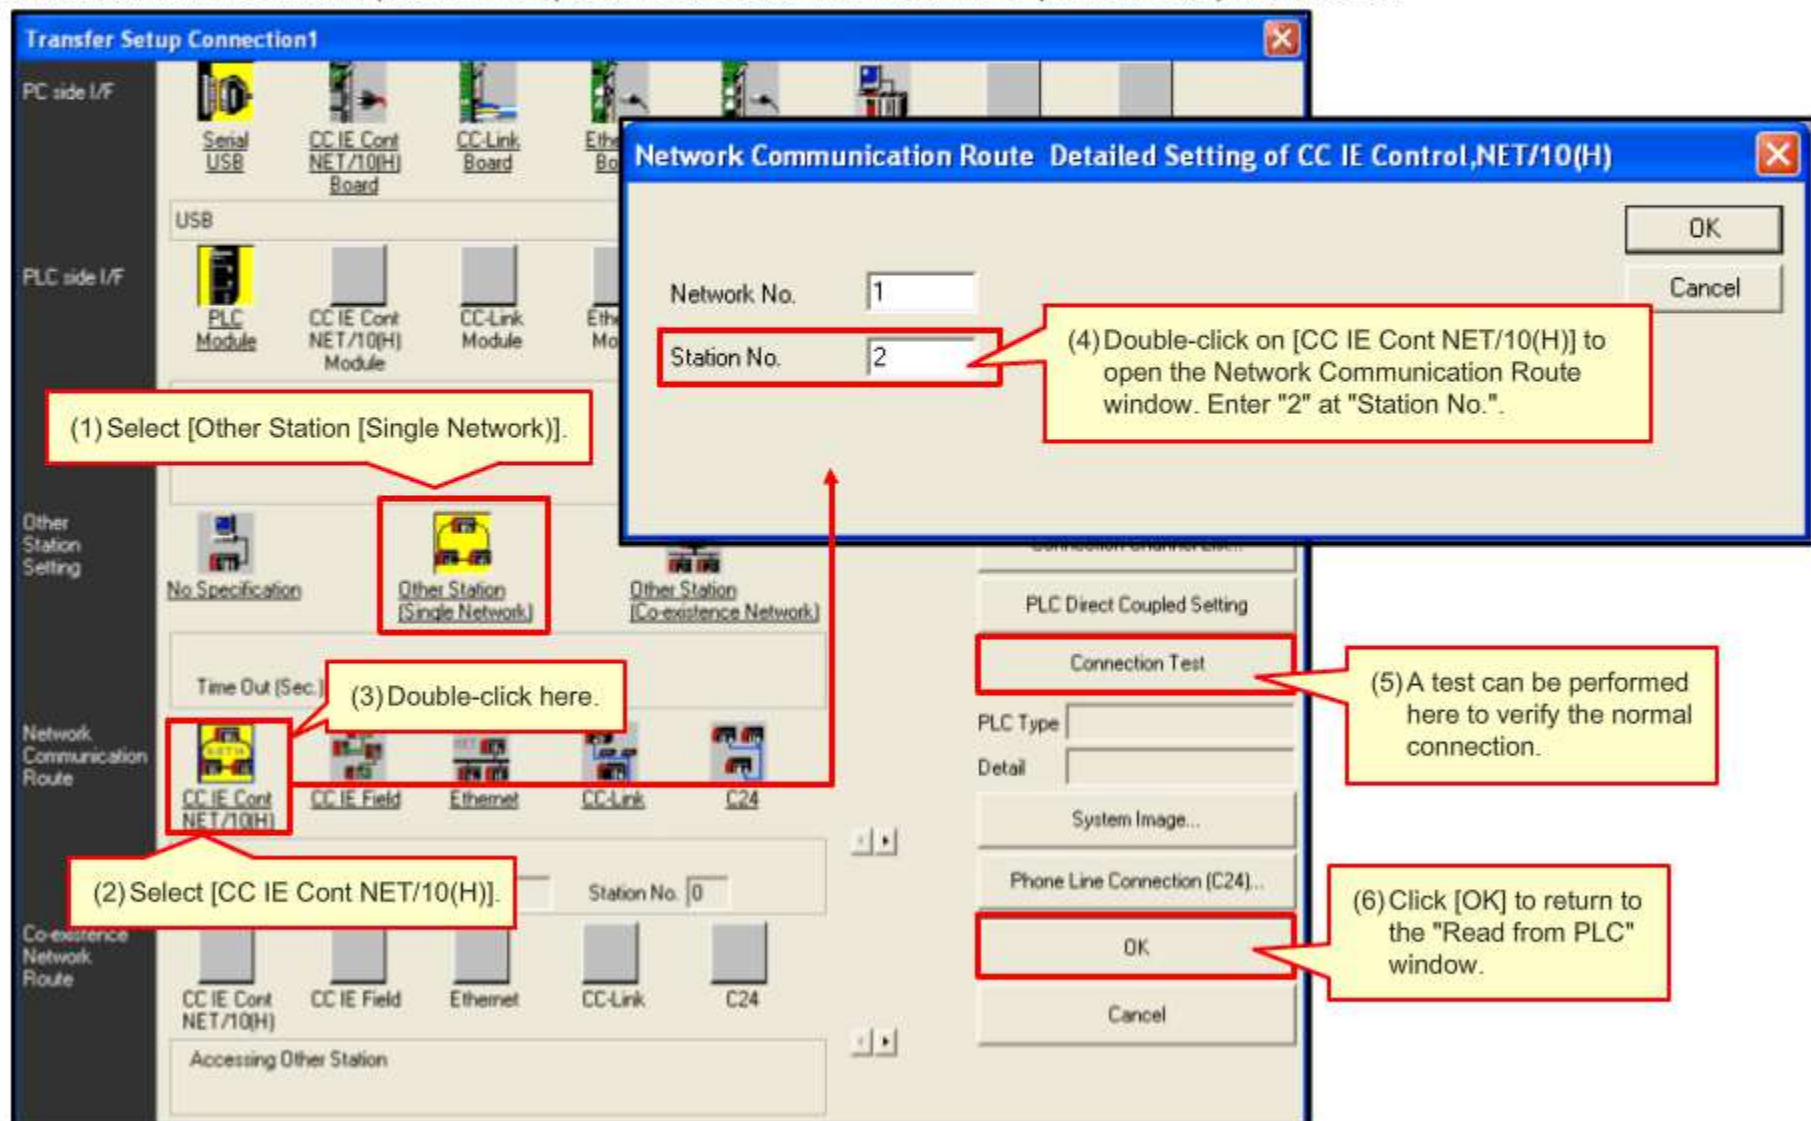 Transfer Setup Connection1
PC side I/F
Serial
USB
CC IE Cont
NET/10(H)
Board
CC-Link
Board
USB
PLC side I/F
PLC
Module
CC IE Cont
NET/10(H)
Module
CC-Link
Module
Network Communication Route Detailed Setting of CC IE Control,NET/10(H)
OK
Cancel
Network No. 1
Station No. 2
(4) Double-click on [CC IE Cont NET/10(H)] to
open the Network Communication Route
window. Enter "2" at "Station No.".
(1) Select [Other Station [Single Network)].
Other
Station
Setting
No Specification
Other Station
(Single Network)
Other Station
(Co-existence Network)
PLC Direct Coupled Setting
Connection Test
Time Out (Sec.)
(3) Double-click here.
(5) A test can be performed
here to verify the normal
connection.
PLC Type
Detail
Network
Communication
Route
CC IE Cont
NET/10(H)
CC IE Field
Ethernet
CC-Link
C24
System Image...
Phone Line Connection (C24)...
(2) Select [CC IE Cont NET/10(H)].
Station No. 0
OK
(6) Click [OK] to return to
the "Read from PLC"
window.
Cancel
Co-existence
Network
Route
CC IE Cont
NET/10(H)
CC IE Field
Ethernet
CC-Link
C24
Accessing Other Station